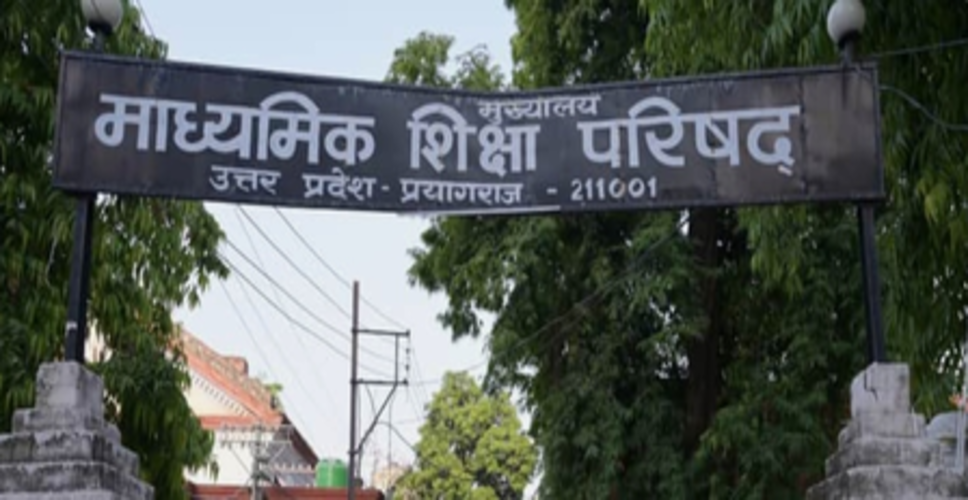 मुख्यालय
माध्यमिक शिक्षा परिषद्
उत्तर प्रदेश - प्रयागराज - 211001